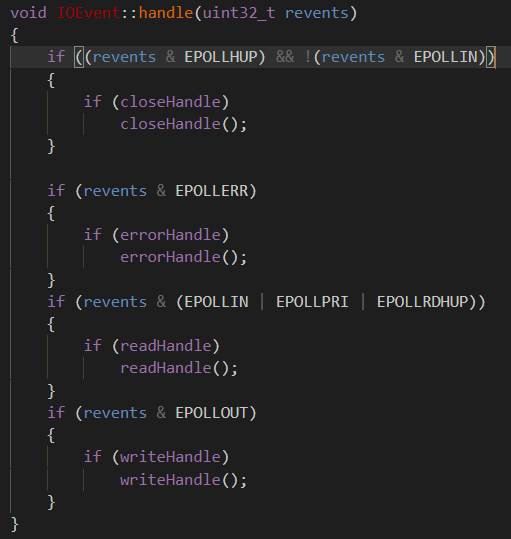 void IOEvent::handle(uint32_t revents)
{
    if ((revents & EPOLLHUP) && !(revents & EPOLLIN))
    {
        if (closeHandle)
            closeHandle();
    }

    if (revents & EPOLLERR)
    {
        if (errorHandle)
            errorHandle();
    }
    if (revents & (EPOLLIN | EPOLLPRI | EPOLLRDHUP))
    {
        if (readHandle)
            readHandle();
    }
    if (revents & EPOLLOUT)
    {
        if (writeHandle)
            writeHandle();
    }
}